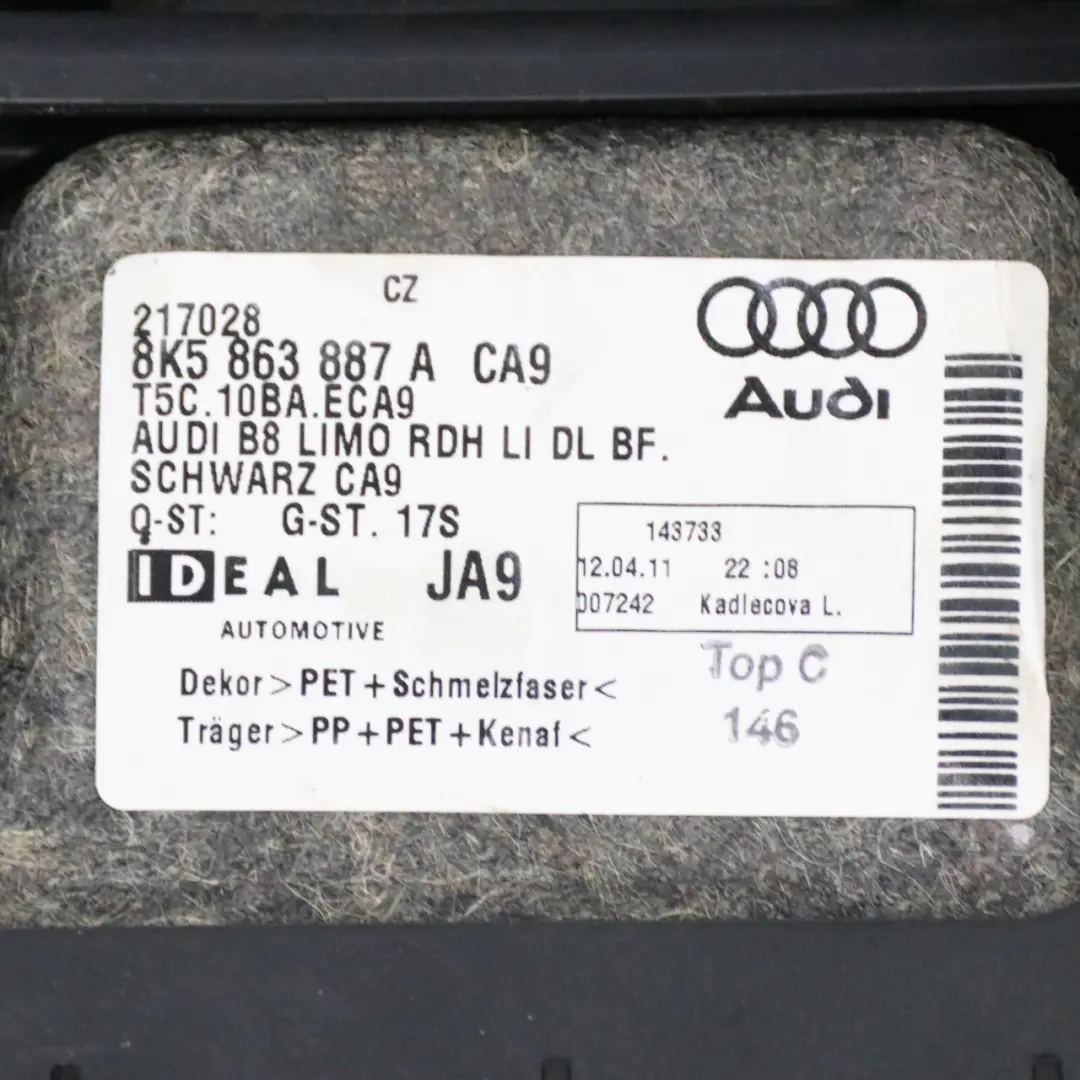 CZ
217028
8K5 863 887 A CA9
T5C.10BA.ECA9
AUDI B8 LIMO RDH LI DL BF.
SCHWARZ CA9
Q-ST: G-ST. 17S
IDEAL JA9
AUTOMOTIVE
Dekor>PET+Schmelzfaser<
Träger>PP+PET+Kenaf<
Audi
143733
12.04.11 22:08
007242 Kadlecova L.
Top C
146